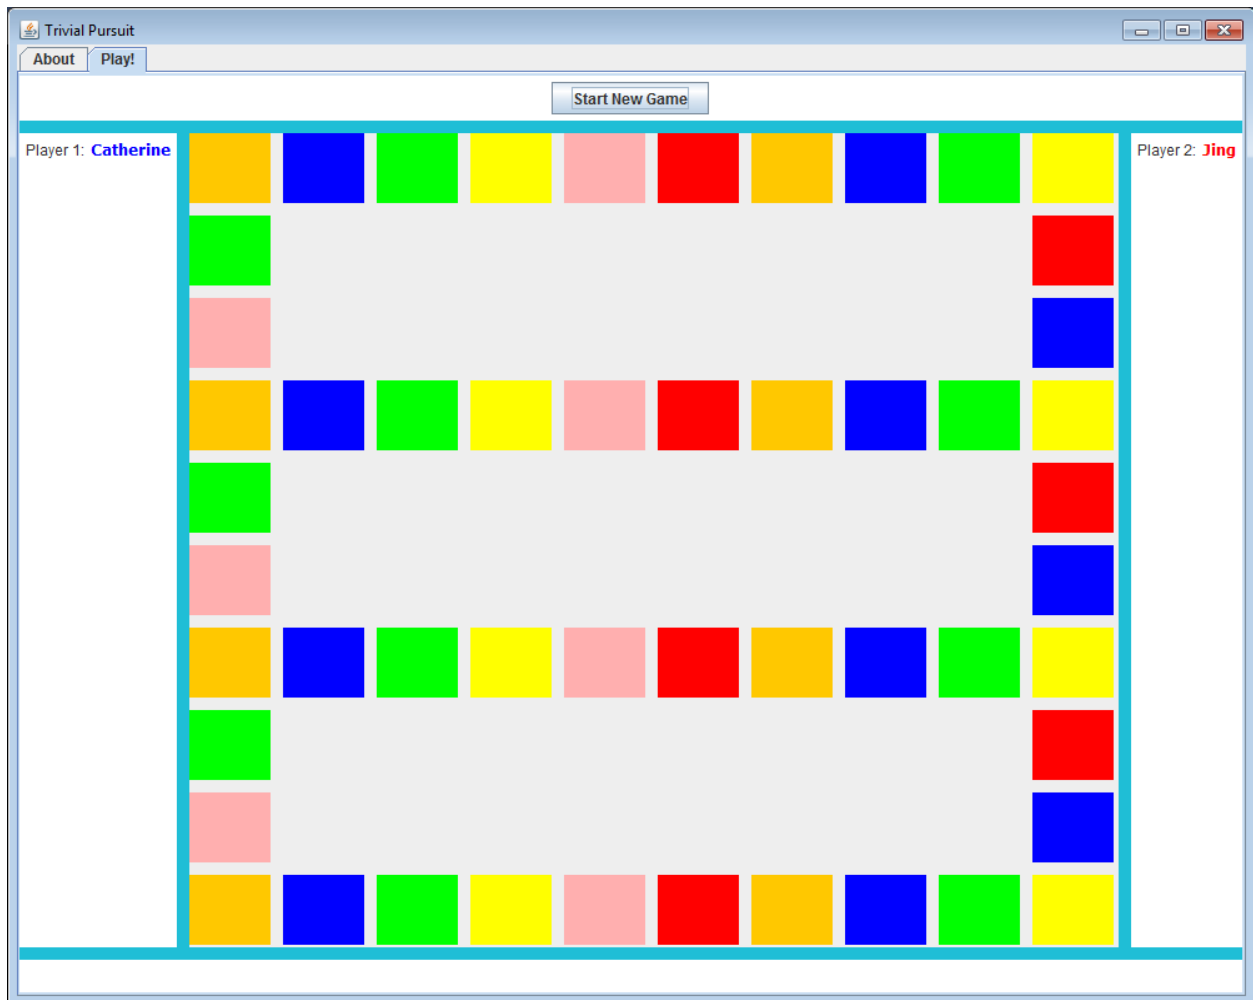 Trivial Pursuit
About Play!
Start New Game
Player 1: Catherine
Player 2: Jing